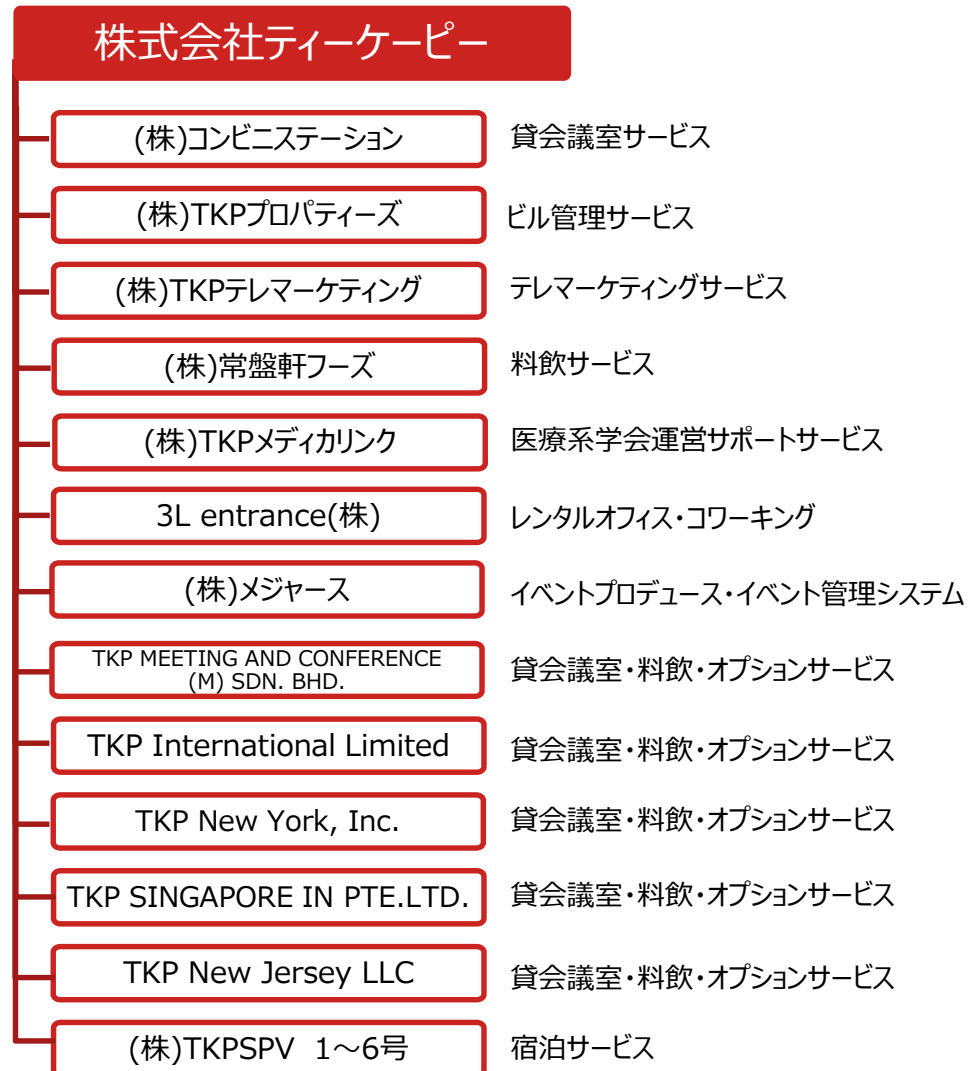 株式会社ティーケーピー
(株)コンビニステーション 貸会議室サービス
(株)TKPプロパティーズ ビル管理サービス
(株)TKPテレマーケティング テレマーケティングサービス
(株)常盤軒フーズ 料飲サービス
(株)TKPメディカリンク 医療系学会運営サポートサービス
3L entrance(株) レンタルオフィス・コワーキング
(株)メジャース イベントプロデュース・イベント管理システム
TKP MEETING AND CONFERENCE
(M) SDN. BHD. 貸会議室・料飲・オプションサービス
TKP International Limited 貸会議室・料飲・オプションサービス
TKP New York, Inc. 貸会議室・料飲・オプションサービス
TKP SINGAPORE IN PTE.LTD. 貸会議室・料飲・オプションサービス
TKP New Jersey LLC 貸会議室・料飲・オプションサービス
(株)TKPSPV 1～6号 宿泊サービス